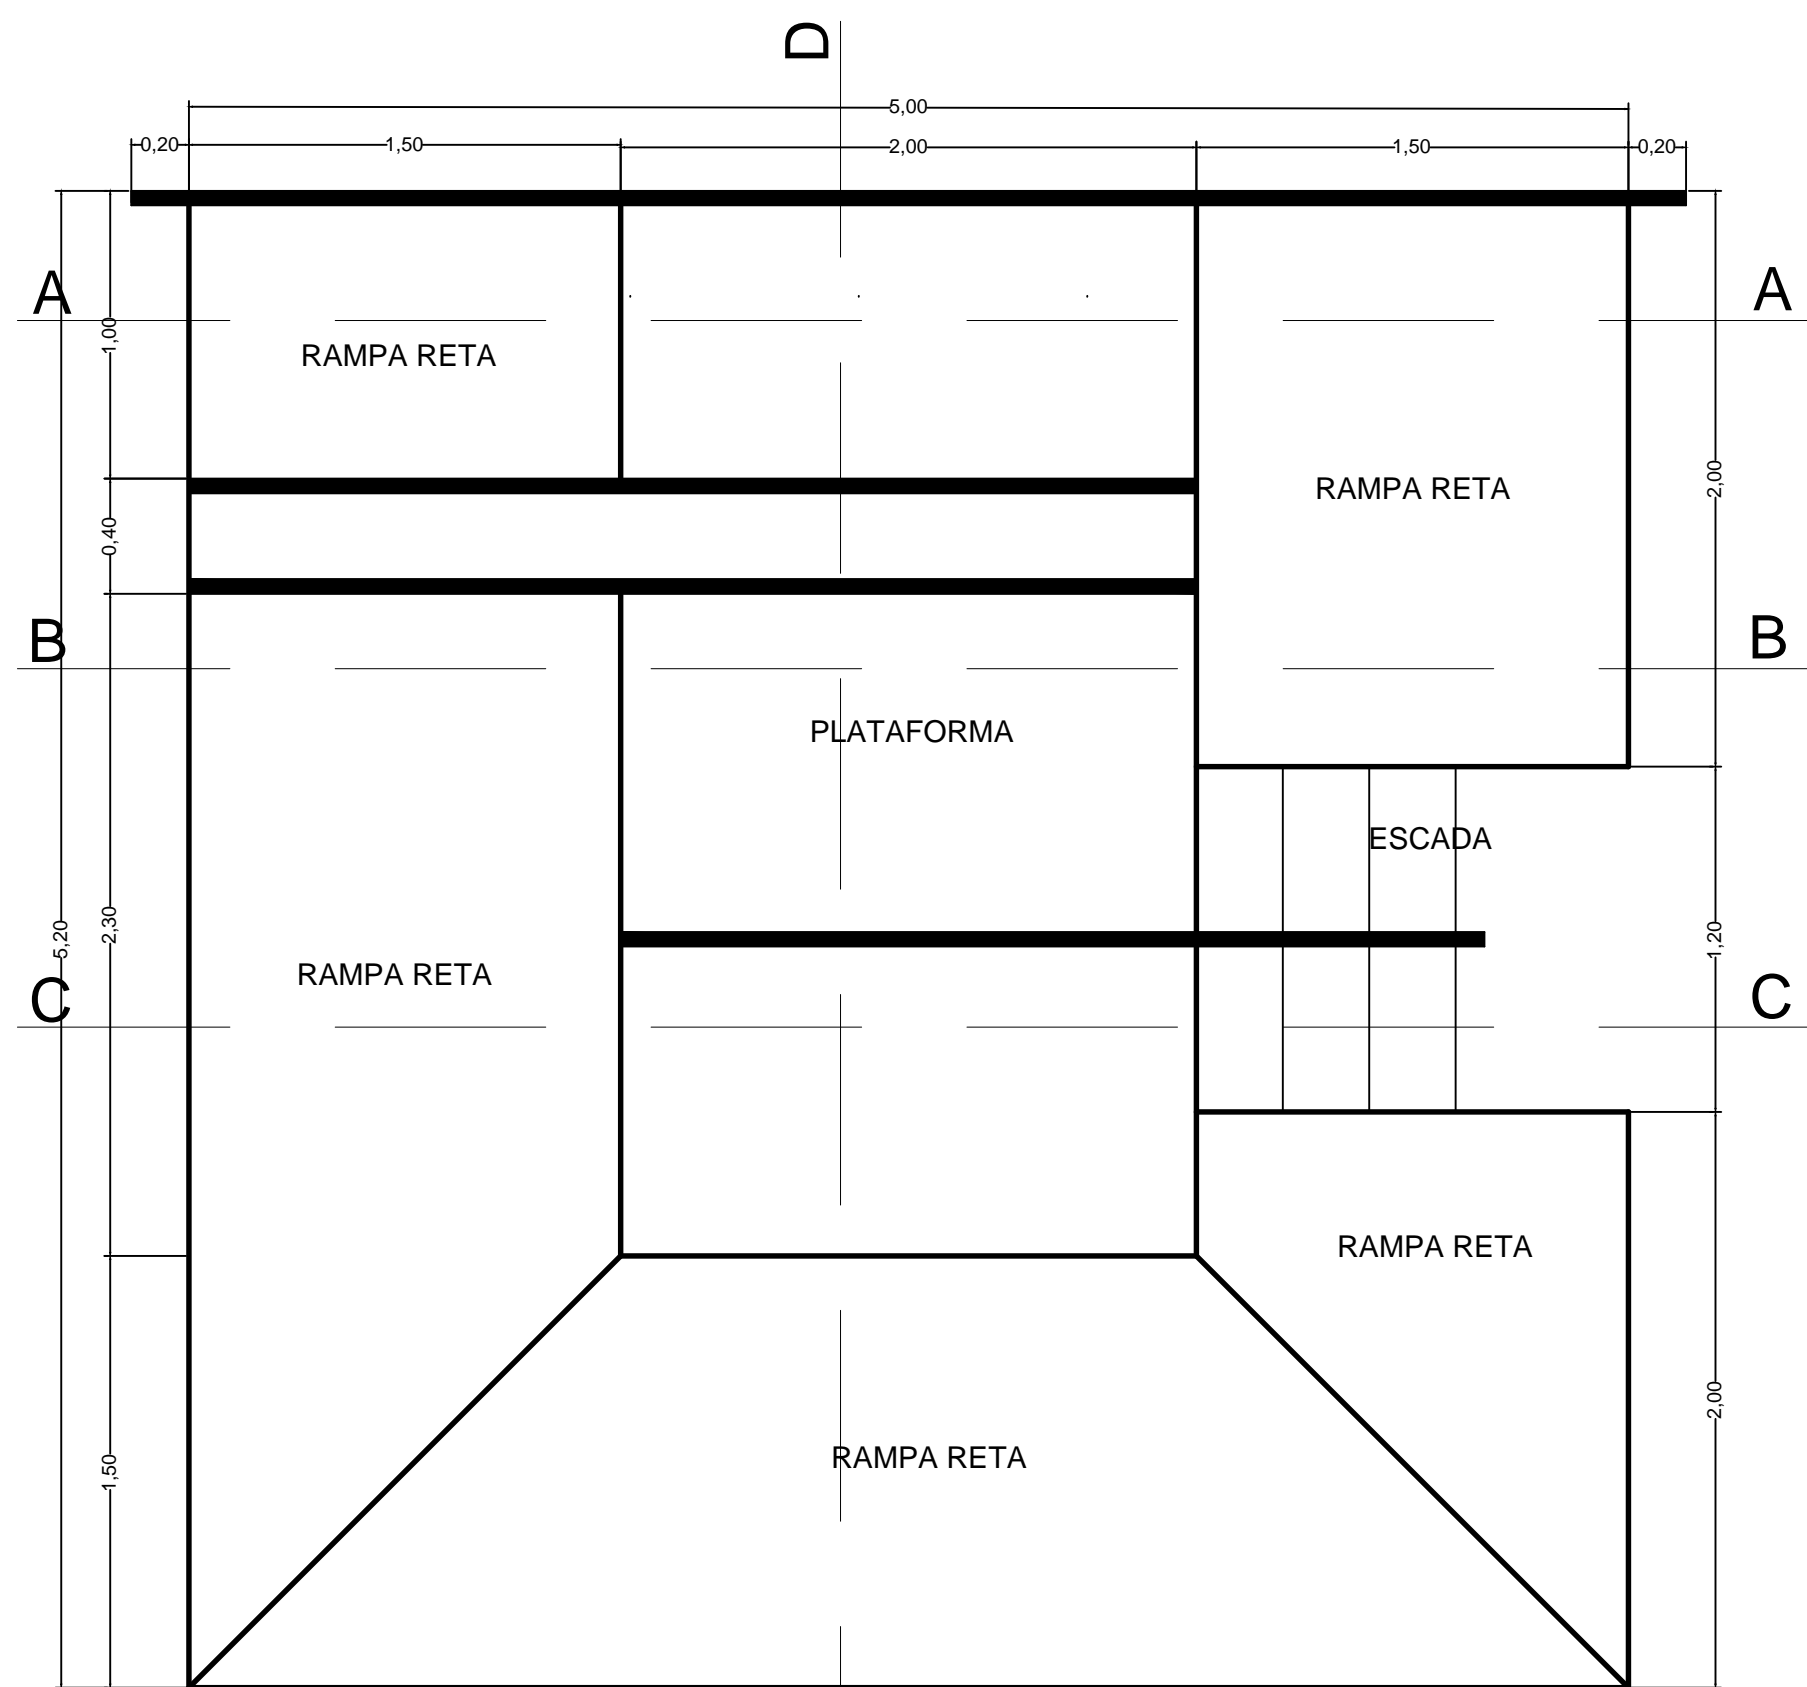 D
5,00
0,20 1,50 2,00 1,50 0,20
A A
1,00
RAMPA RETA
RAMPA RETA
2,00
0,40
B B
PLATAFORMA
ESCADA
5,20
2,30
1,20
RAMPA RETA
C C
RAMPA RETA
2,00
RAMPA RETA
1,50